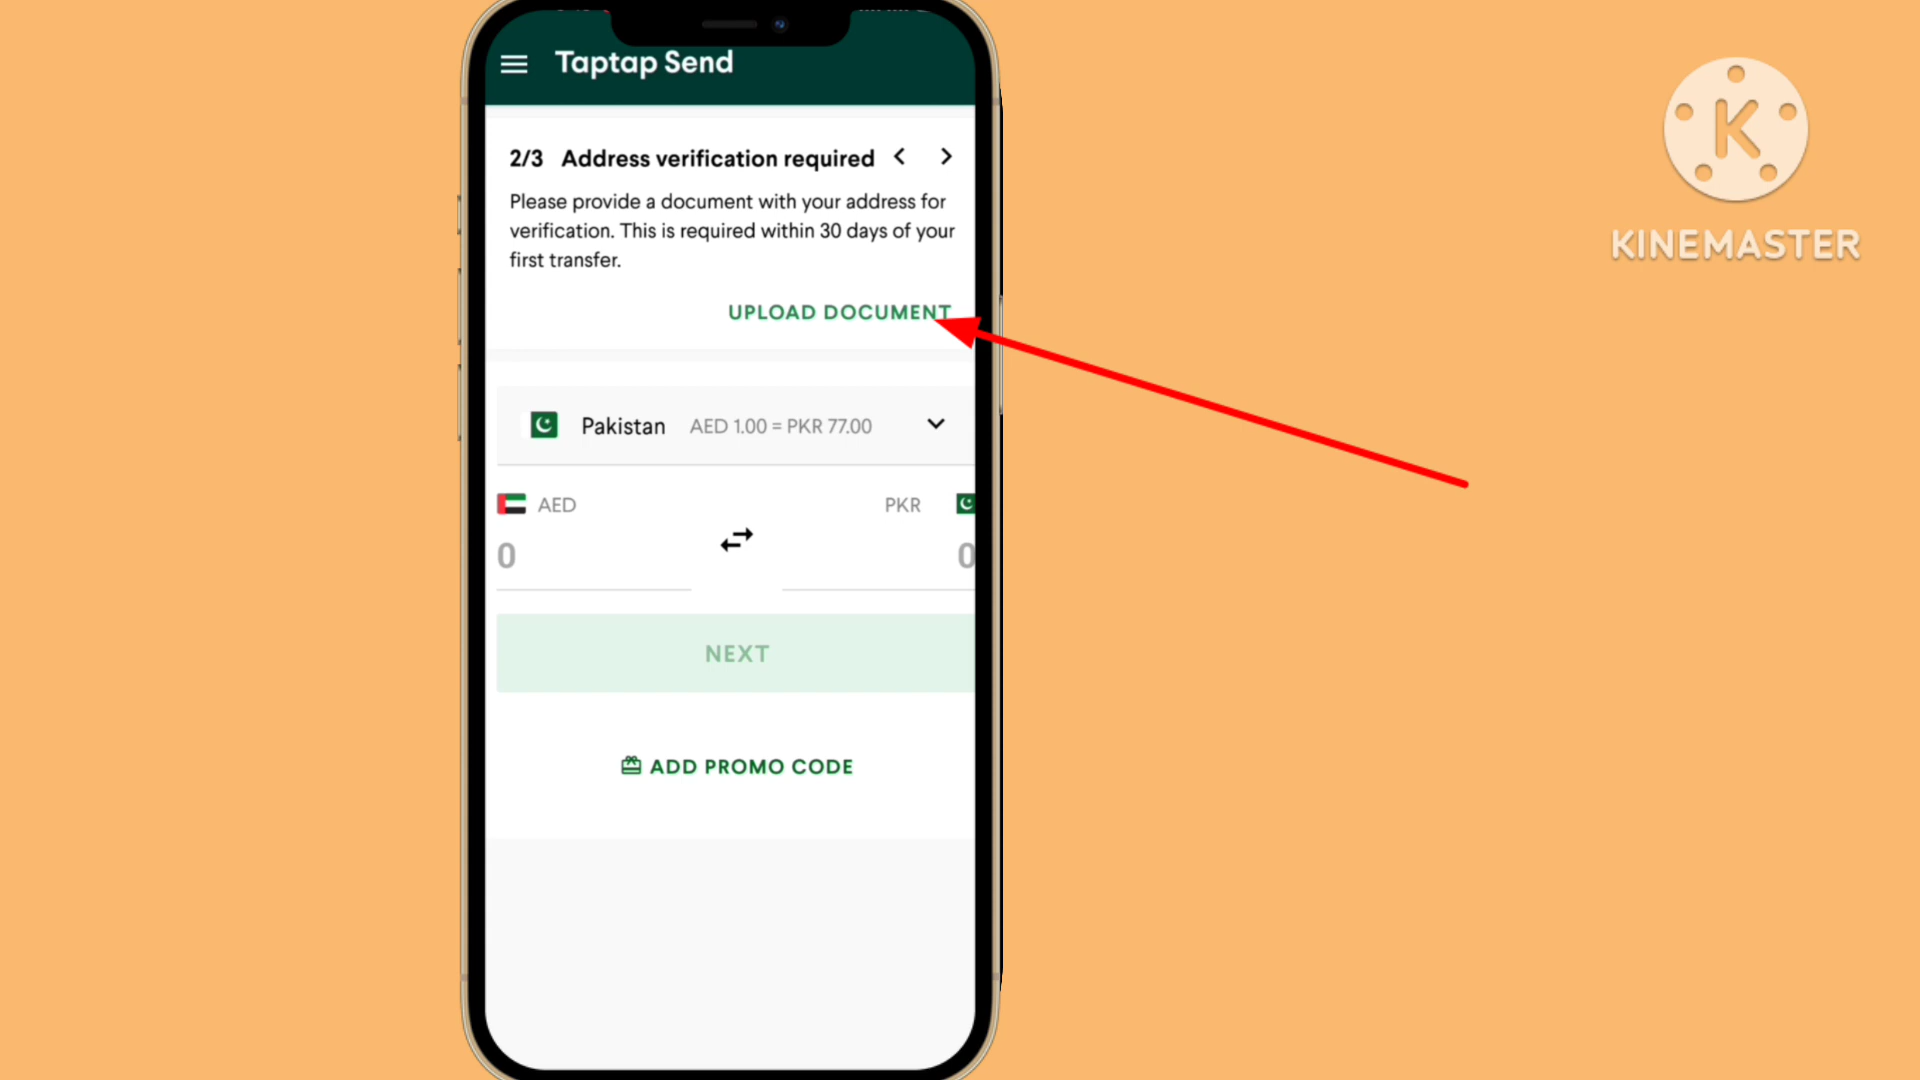 Taptap Send
2/3 Address verification required
Please provide a document with your address for
verification. This is required within 30 days of your
first transfer.
UPLOAD DOCUMENT
Pakistan AED 1.00 = PKR 77.00
AED PKR
0 0
NEXT
ADD PROMO CODE
K
KINEMASTER